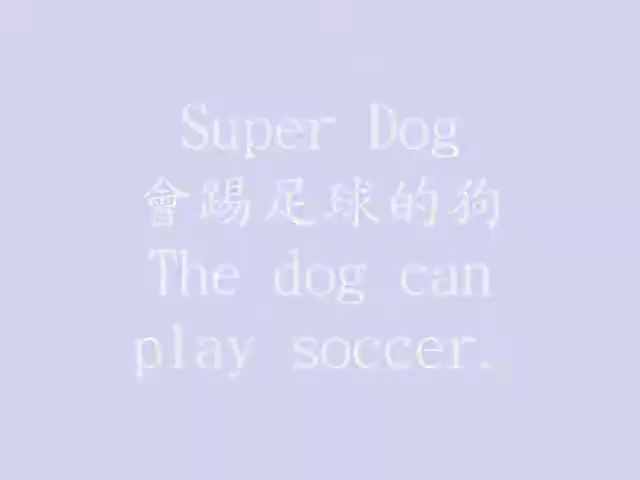 Super Dog
會踢足球的狗
The dog can
play soccer.